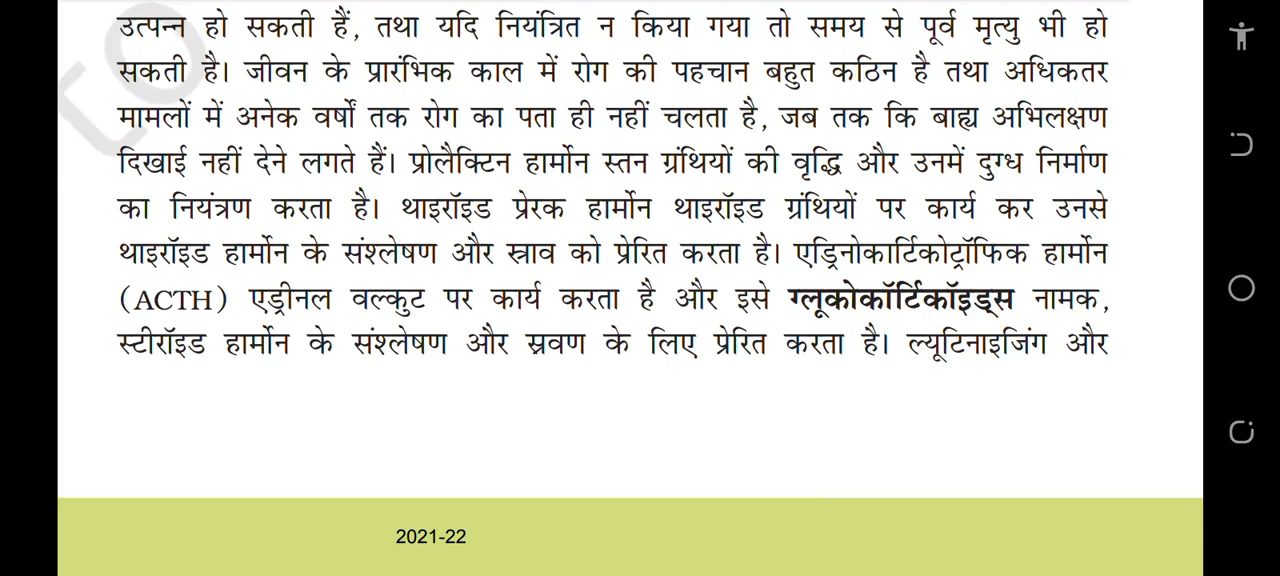 उत्पन्न हो सकती हैं, तथा यदि नियंत्रित न किया गया तो समय से पूर्व मृत्यु भी हो
सकती है। जीवन के प्रारंभिक काल में रोग की पहचान बहुत कठिन है तथा अधिकतर
मामलों में अनेक वर्षों तक रोग का पता ही नहीं चलता है, जब तक कि बाह्य अभिलक्षण
दिखाई नहीं देने लगते हैं। प्रोलैक्टिन हार्मोन स्तन ग्रंथियों की वृद्धि और उनमें दुग्ध निर्माण
का नियंत्रण करता है। थाइरॉइड प्रेरक हार्मोन थाइरॉइड ग्रंथियों पर कार्य कर उनसे
थाइरॉइड हार्मोन के संश्लेषण और स्राव को प्रेरित करता है। एड्रिनोकार्टिकोट्रॉफिक हार्मोन
(ACTH) एड्रीनल वल्कुट पर कार्य करता है और इसे ग्लूकोकॉर्टिकॉइड्स नामक,
स्टीरॉइड हार्मोन के संश्लेषण और स्रवण के लिए प्रेरित करता है। ल्यूटिनाइजिंग और
2021-22